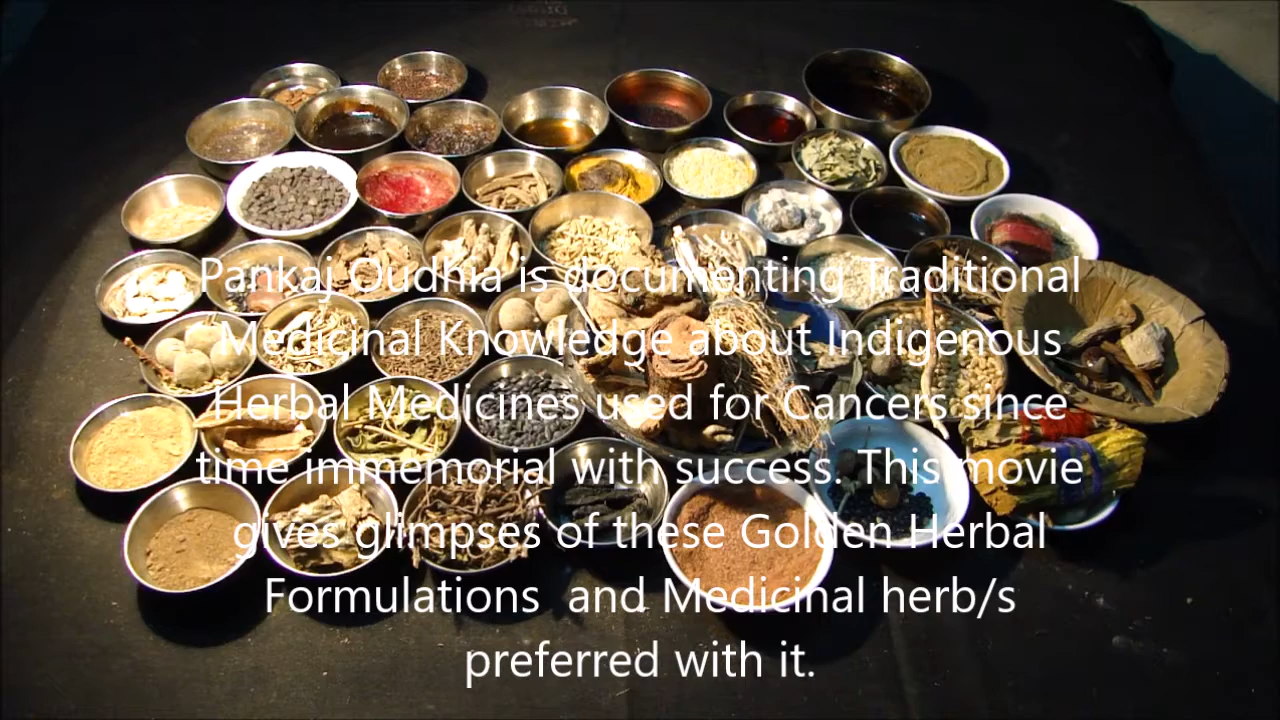 Pankaj Oudhia is documenting Traditional
Medicinal Knowledge about Indigenous
Herbal Medicines used for Cancers since
time immemorial with success. This movie
gives glimpses of these Golden Herbal
Formulations  and Medicinal herb/s
preferred with it.